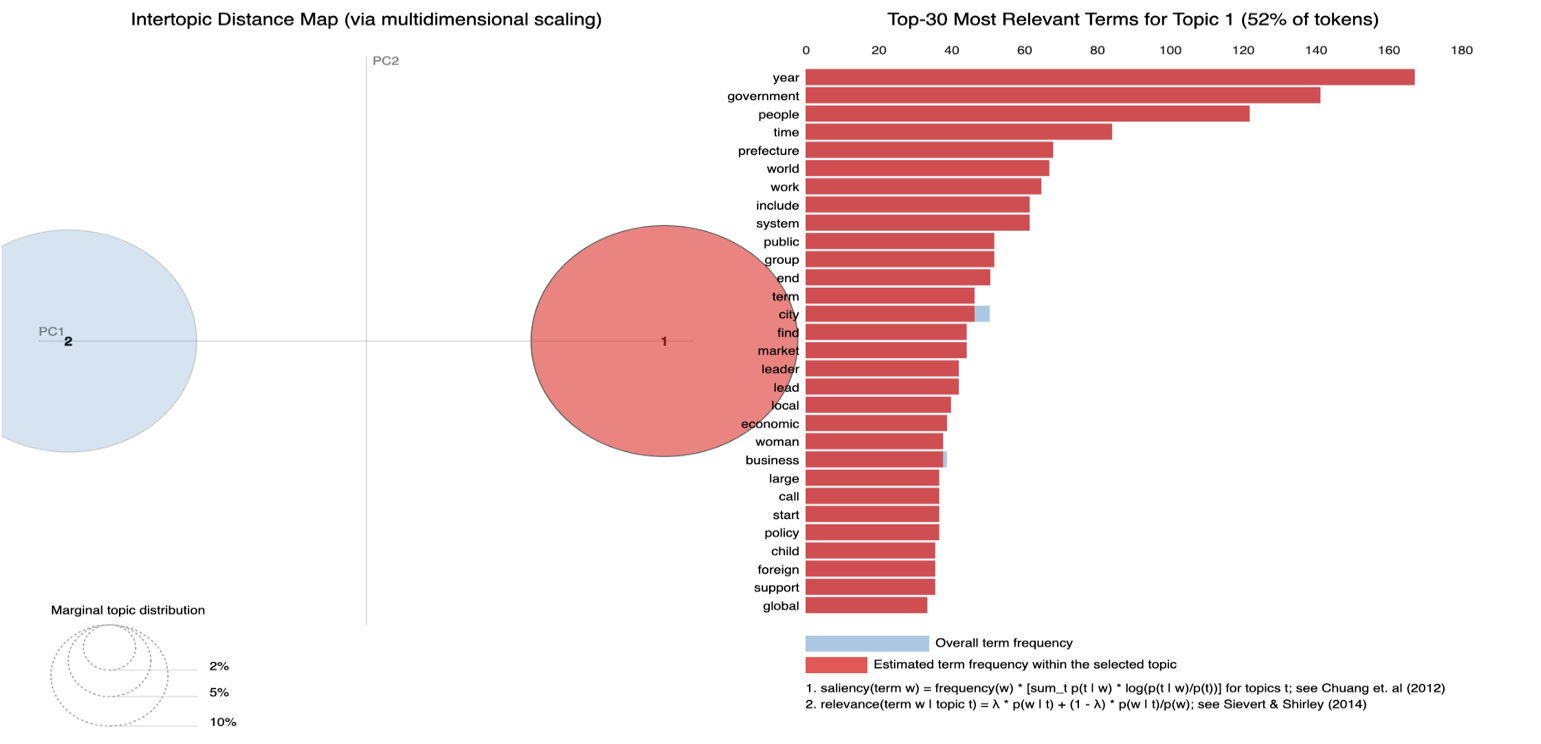 Intertopic Distance Map (via multidimensional scaling)
PC2
PC1
2
1
Marginal topic distribution
2%
5%
10%
Top-30 Most Relevant Terms for Topic 1 (52% of tokens)
0 20 40 60 80 100 120 140 160 180
year
government
people
time
prefecture
world
work
include
system
public
group
end
term
city
find
market
leader
lead
local
economic
woman
business
large
call
start
policy
child
foreign
support
global
Overall term frequency
Estimated term frequency within the selected topic
1. saliency(term w) = frequency(w) * [sum_t p(t | w) * log(p(t | w)/p(t))] for topics t; see Chuang et. al (2012)
2. relevance(term w | topic t) = λ * p(w | t) + (1 - λ) * p(w | t)/p(w); see Sievert & Shirley (2014)